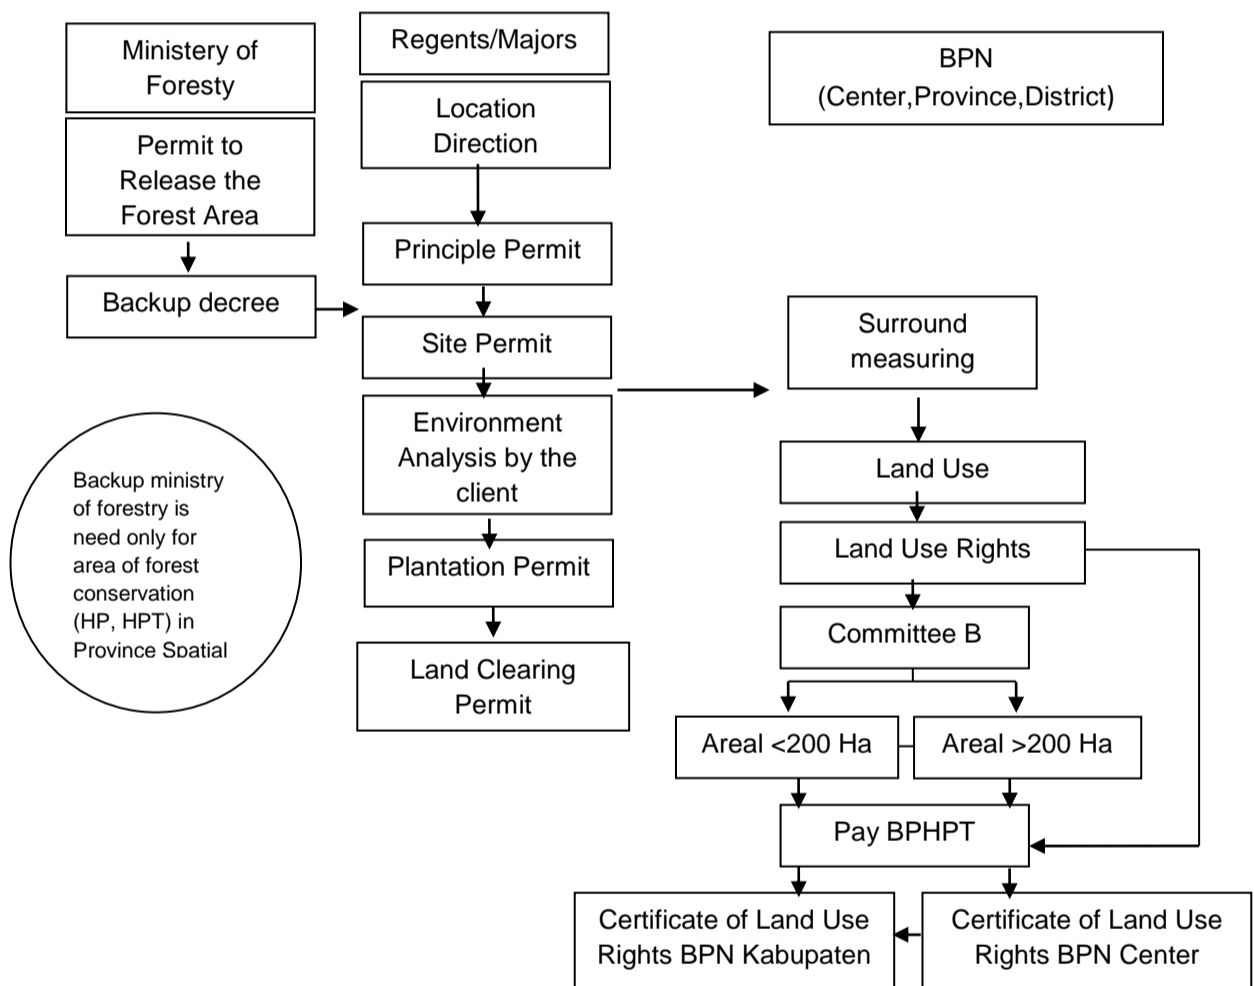 Ministery of
Foresty
Permit to
Release the
Forest Area
Backup decree
Backup ministry
of forestry is
need only for
area of forest
conservation
(HP, HPT) in
Province Spatial
Regents/Majors
Location
Direction
Principle Permit
Site Permit
Environment
Analysis by the
client
Plantation Permit
Land Clearing
Permit
BPN
(Center,Province,District)
Surround
measuring
Land Use
Land Use Rights
Committee B
Areal <200 Ha
Areal >200 Ha
Pay BPHPT
Certificate of Land Use
Rights BPN Kabupaten
Certificate of Land Use
Rights BPN Center